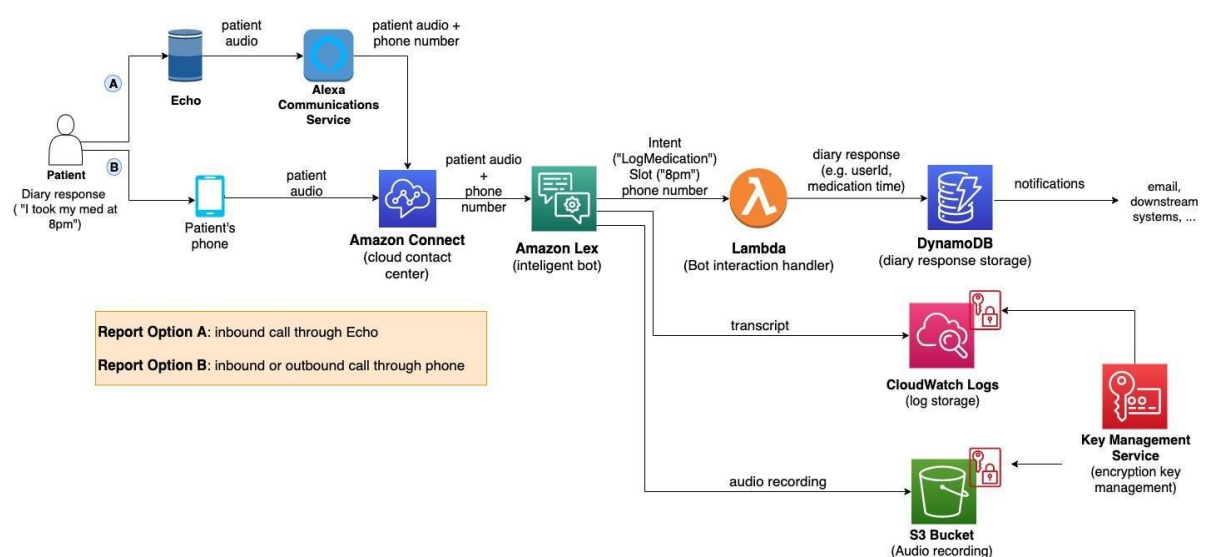 patient
audio
patient audio +
phone number
A
Echo
Alexa
Communications
Service
Patient
Diary response
( "I took my med at
8pm")
B
Patient's
phone
patient
audio
Amazon Connect
(cloud contact
center)
patient audio
+
phone
number
Amazon Lex
(inteligent bot)
Intent
("LogMedication")
Slot ("8pm")
phone number
Lambda
(Bot interaction handler)
diary response
(e.g. userId,
medication time)
DynamoDB
(diary response storage)
notifications
email,
downstream
systems, ...
Report Option A: inbound call through Echo
Report Option B: inbound or outbound call through phone
transcript
CloudWatch Logs
(log storage)
Key Management
Service
(encryption key
management)
audio recording
S3 Bucket
(Audio recording)